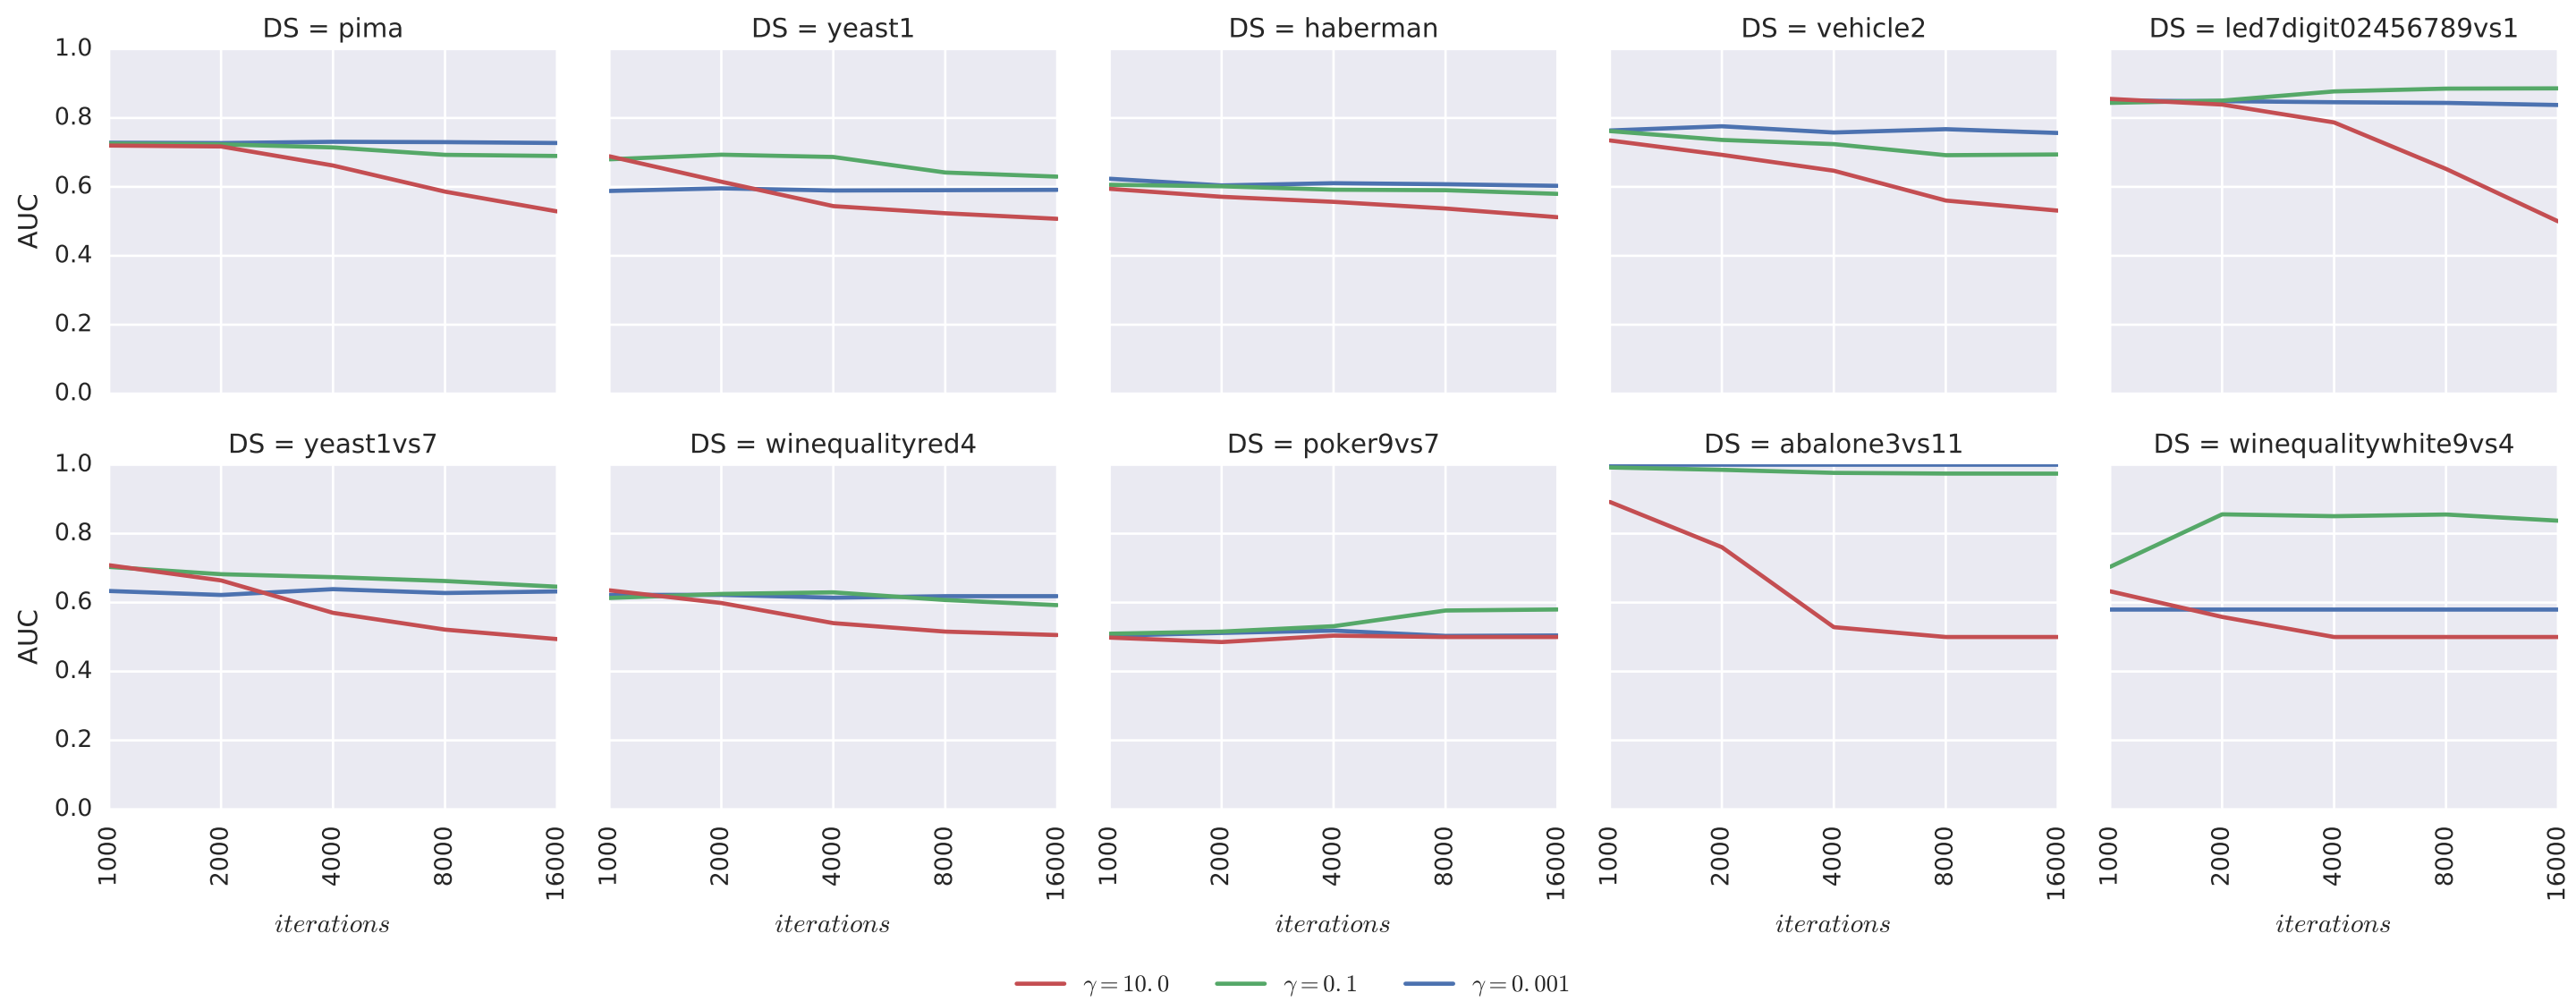 DS = pima
DS = yeast1
DS = haberman
DS = vehicle2
DS = led7digit02456789vs1
1.0
0.8
0.6
0.4
0.2
0.0
AUC
DS = yeast1vs7
DS = winequalityred4
DS = poker9vs7
DS = abalone3vs11
DS = winequalitywhite9vs4
1.0
0.8
0.6
0.4
0.2
0.0
AUC
1000 2000 4000 8000 16000
1000 2000 4000 8000 16000
1000 2000 4000 8000 16000
1000 2000 4000 8000 16000
1000 2000 4000 8000 16000
iterations
iterations
iterations
iterations
iterations
γ=10.0
γ=0.1
γ=0.001